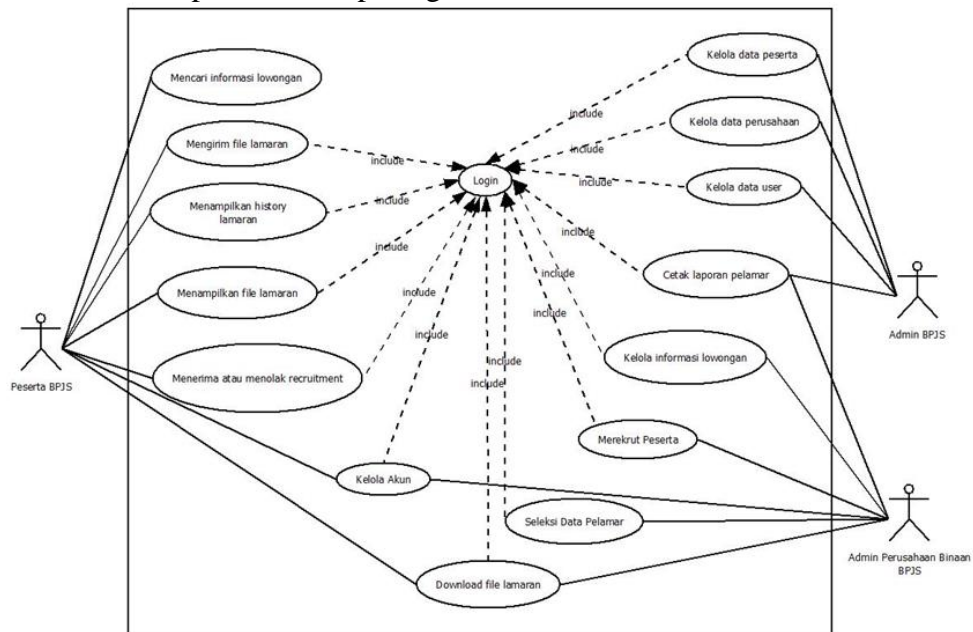 Mencari informasi lowongan
Kelola data peserta
include
Mengirim file lamaran
Kelola data perusahaan
include
include
Login
include
Kelola data user
Menampilkan history
lamaran
include
include
include
Menampilkan file lamaran
include
include
Cetak laporan pelamar
Peserta BPJS
Admin BPJS
include
include
include
Menerima atau menolak recruitment
Kelola informasi lowongan
Merekrut Peserta
Kelola Akun
Seleksi Data Pelamar
Download file lamaran
Admin Perusahaan Binaan
BPJS